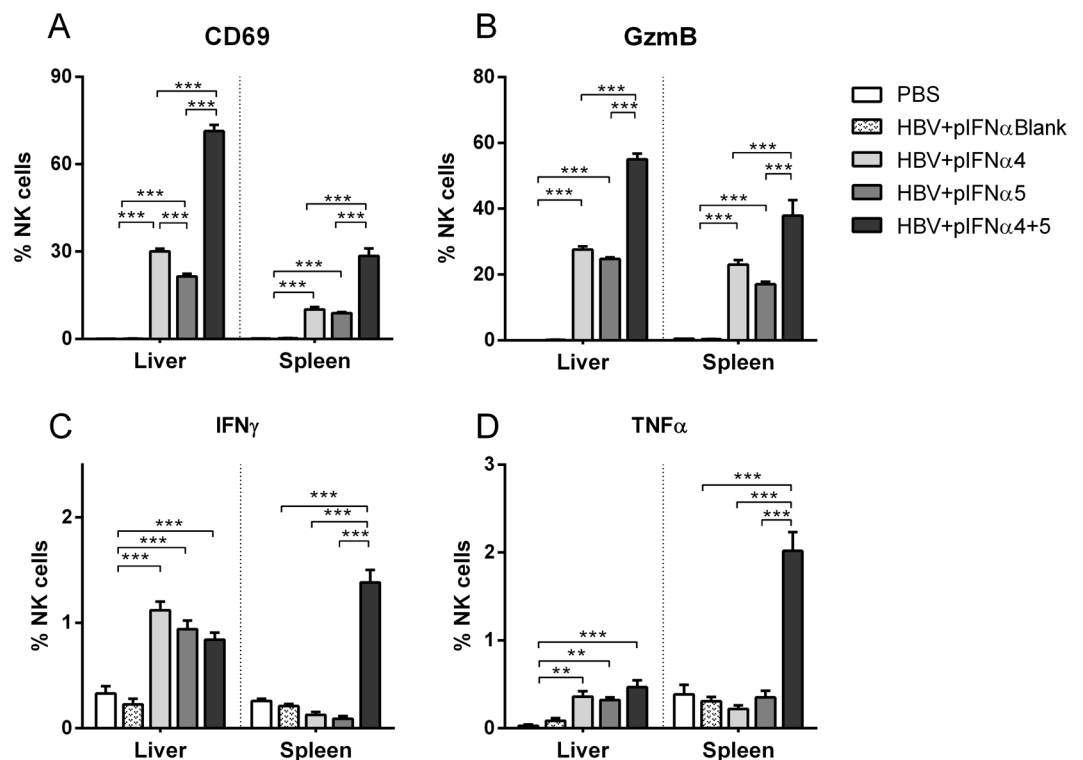 A
CD69
% NK cells
90
60
30
0
***
***
***
***
***
***
***
***
***
Liver
Spleen
B
GzmB
% NK cells
80
60
40
20
0
***
***
***
***
***
***
***
***
Liver
Spleen
PBS
HBV+pIFNαBlank
HBV+pIFNα4
HBV+pIFNα5
HBV+pIFNα4+5
C
IFNγ
% NK cells
2
1
0
***
***
***
***
***
***
Liver
Spleen
D
TNFα
% NK cells
3
2
1
0
***
**
**
***
***
***
Liver
Spleen